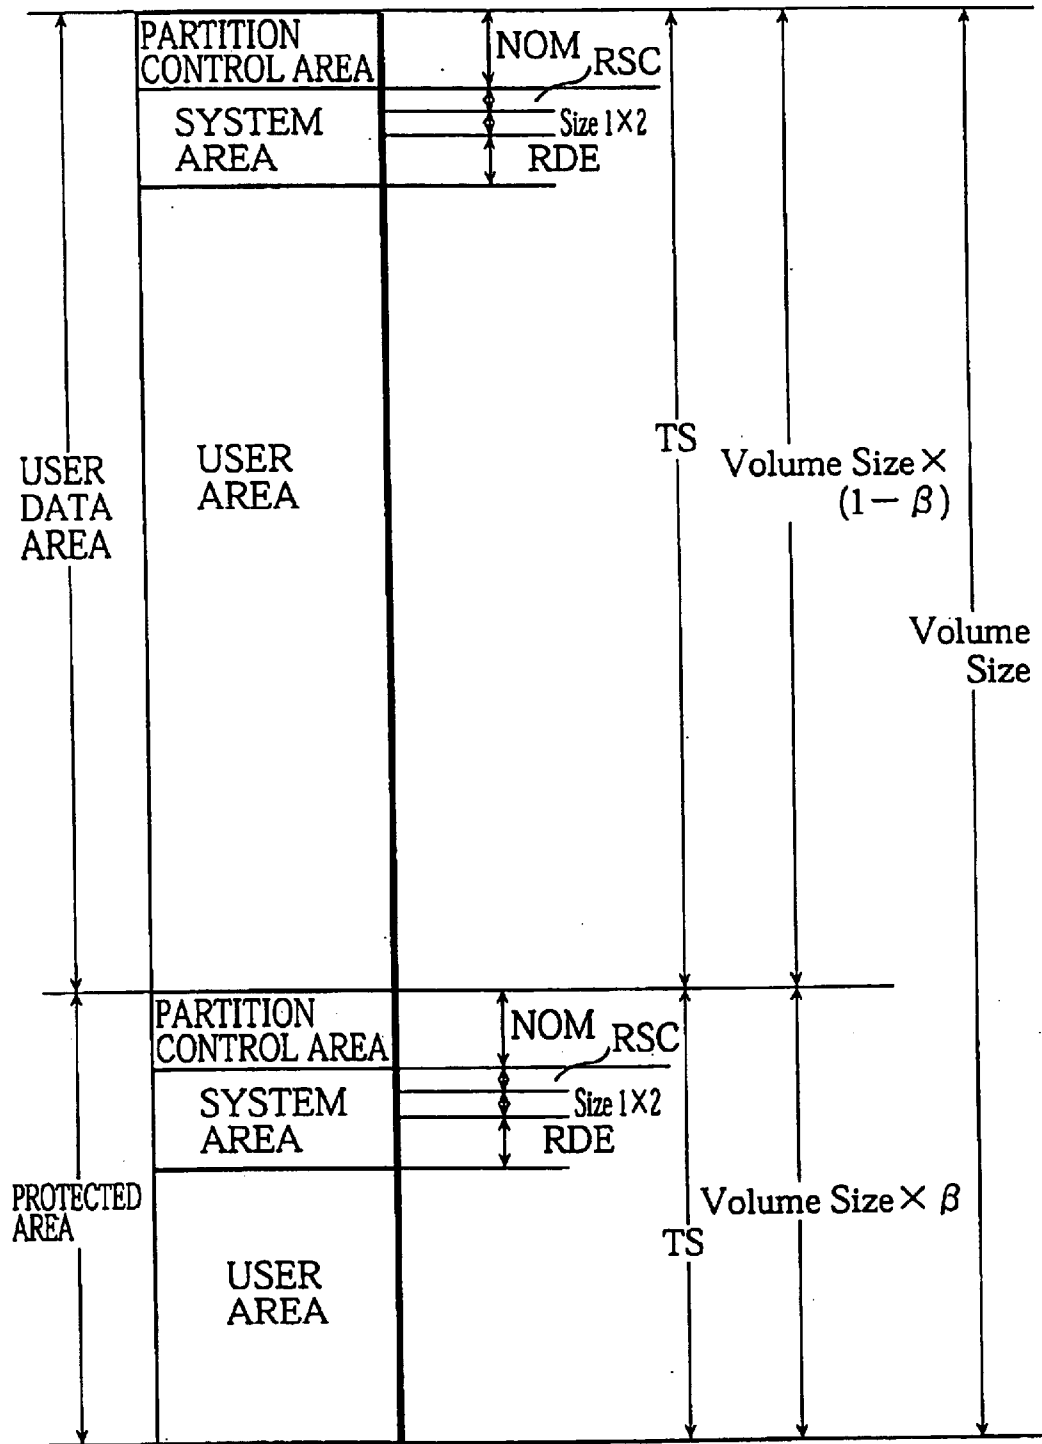 PARTITION
CONTROL AREA
NOM
RSC
SYSTEM
AREA
Size 1×2
RDE
USER
DATA
AREA
USER
AREA
TS
Volume Size×
(1− β)
Volume
Size
PARTITION
CONTROL AREA
NOM
RSC
SYSTEM
AREA
Size 1×2
RDE
PROTECTED
AREA
Volume Size× β
TS
USER
AREA